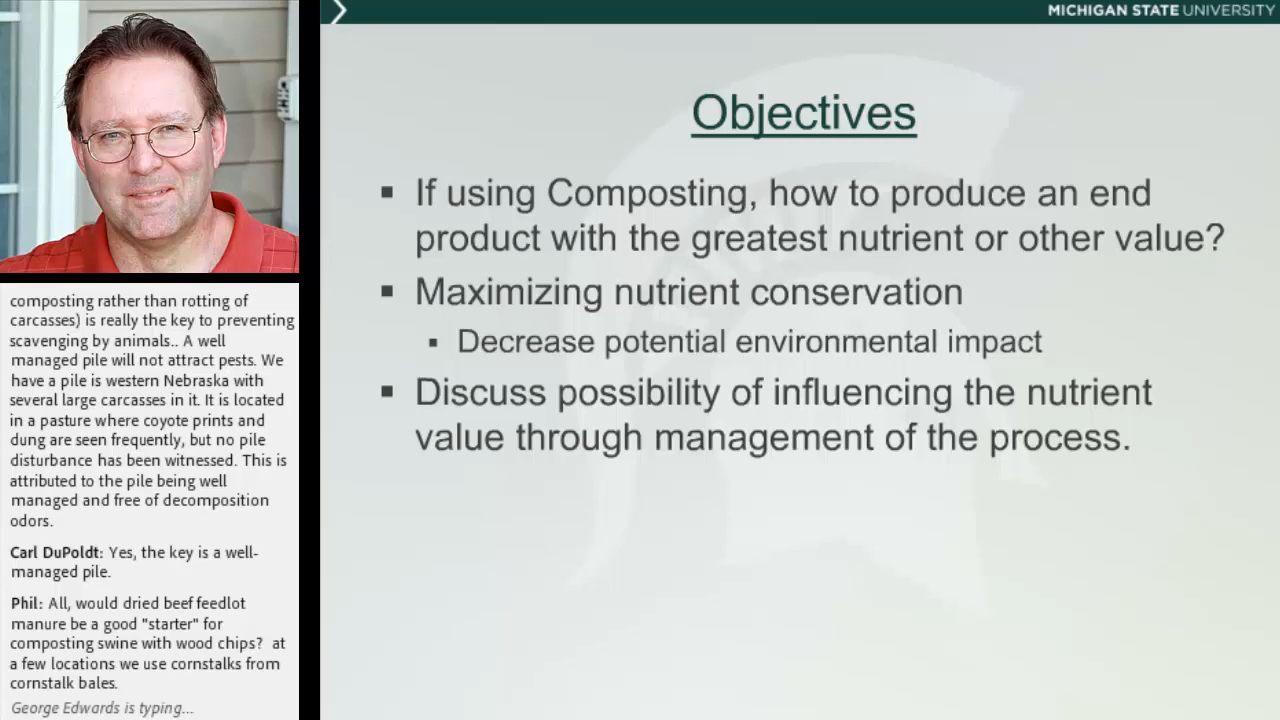 MICHIGAN STATE UNIVERSITY
Objectives
▪ If using Composting, how to produce an end
product with the greatest nutrient or other value?
▪ Maximizing nutrient conservation
▪ Decrease potential environmental impact
▪ Discuss possibility of influencing the nutrient
value through management of the process.
composting rather than rotting of
carcasses) is really the key to preventing
scavenging by animals.. A well
managed pile will not attract pests. We
have a pile is western Nebraska with
several large carcasses in it. It is located
in a pasture where coyote prints and
dung are seen frequently, but no pile
disturbance has been witnessed. This is
attributed to the pile being well
managed and free of decomposition
odors.
Carl DuPoldt: Yes, the key is a well-
managed pile.
Phil: All, would dried beef feedlot
manure be a good "starter" for
composting swine with wood chips? at
a few locations we use cornstalks from
cornstalk bales.
George Edwards is typing...